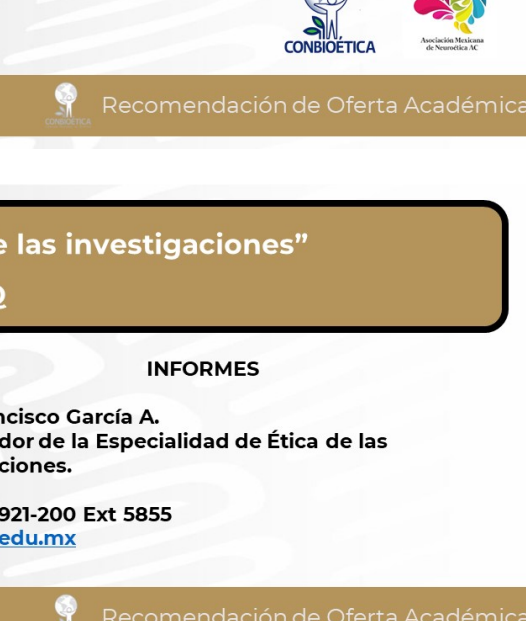 CONBIOÉTICA
Asociación Mexicana
de Neuroética AC
CONBIOÉTICA
Recomendación de Oferta Académica
e las investigaciones”
Q
INFORMES
ncisco García A.
dor de la Especialidad de Ética de las
ciones.
921-200 Ext 5855
edu.mx
Recomendación de Oferta Académica